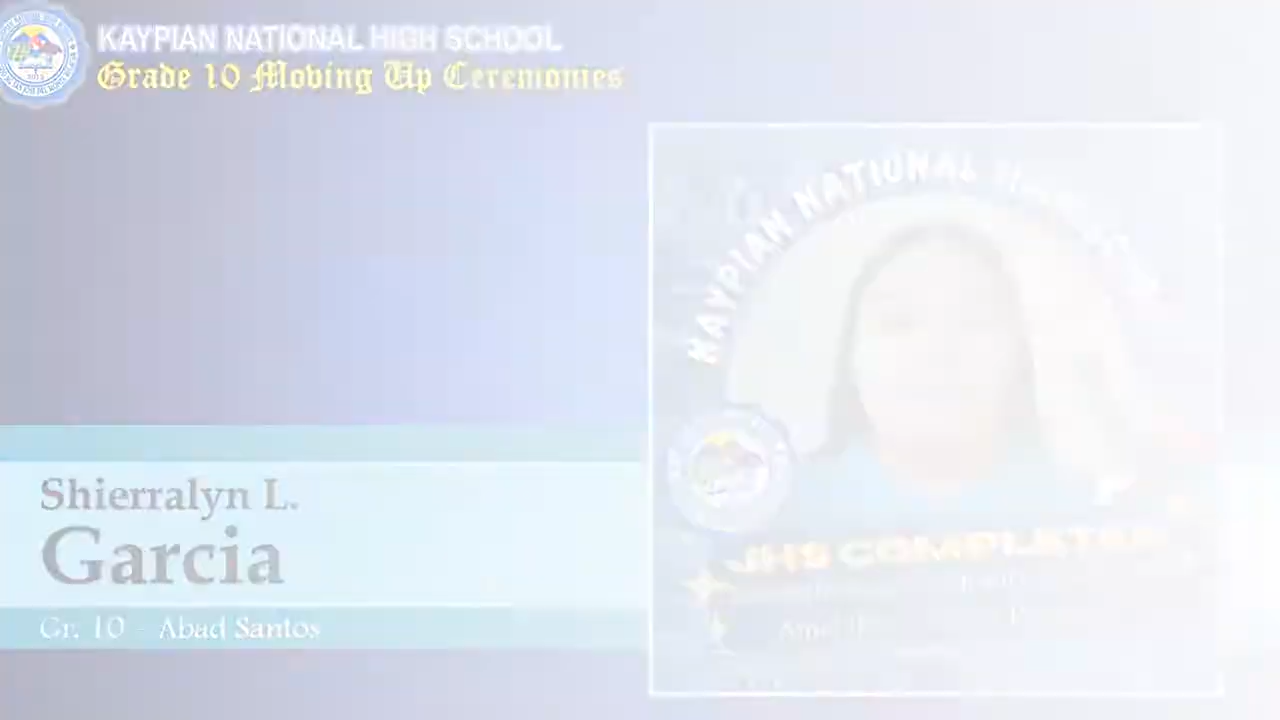 KAYPIAN NATIONAL HIGH SCHOOL
Grade 10 Moving Up Ceremonies
KAYPIAN NATIONAL
JHS COMPLETER
Shierralyn L.
Garcia
Gr. 10 - Abad Santos